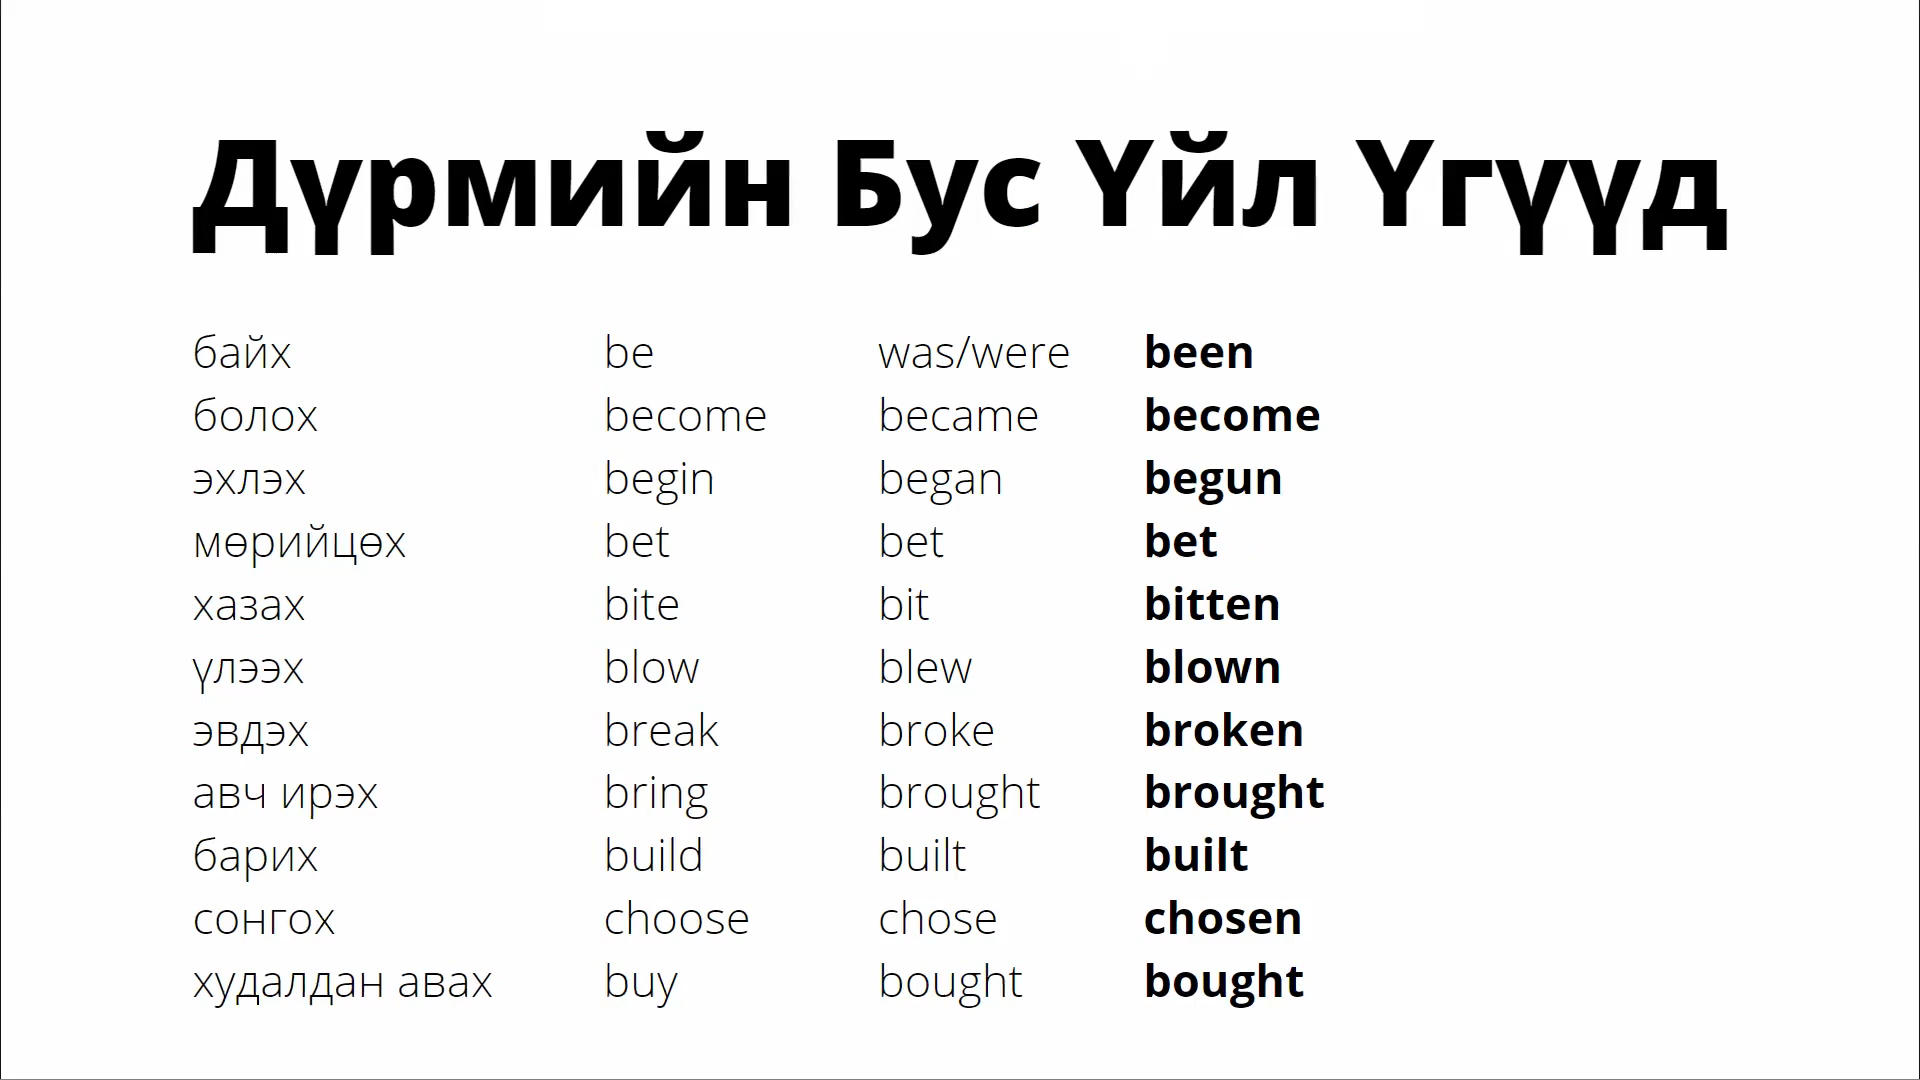 Дүрмийн Бус Үйл Үгүүд
байх be was/were been
болох become became become
эхлэх begin began begun
мөрийцөх bet bet bet
хазах bite bit bitten
үлээх blow blew blown
эвдэх break broke broken
авч ирэх bring brought brought
барих build built built
сонгох choose chose chosen
худалдан авах buy bought bought